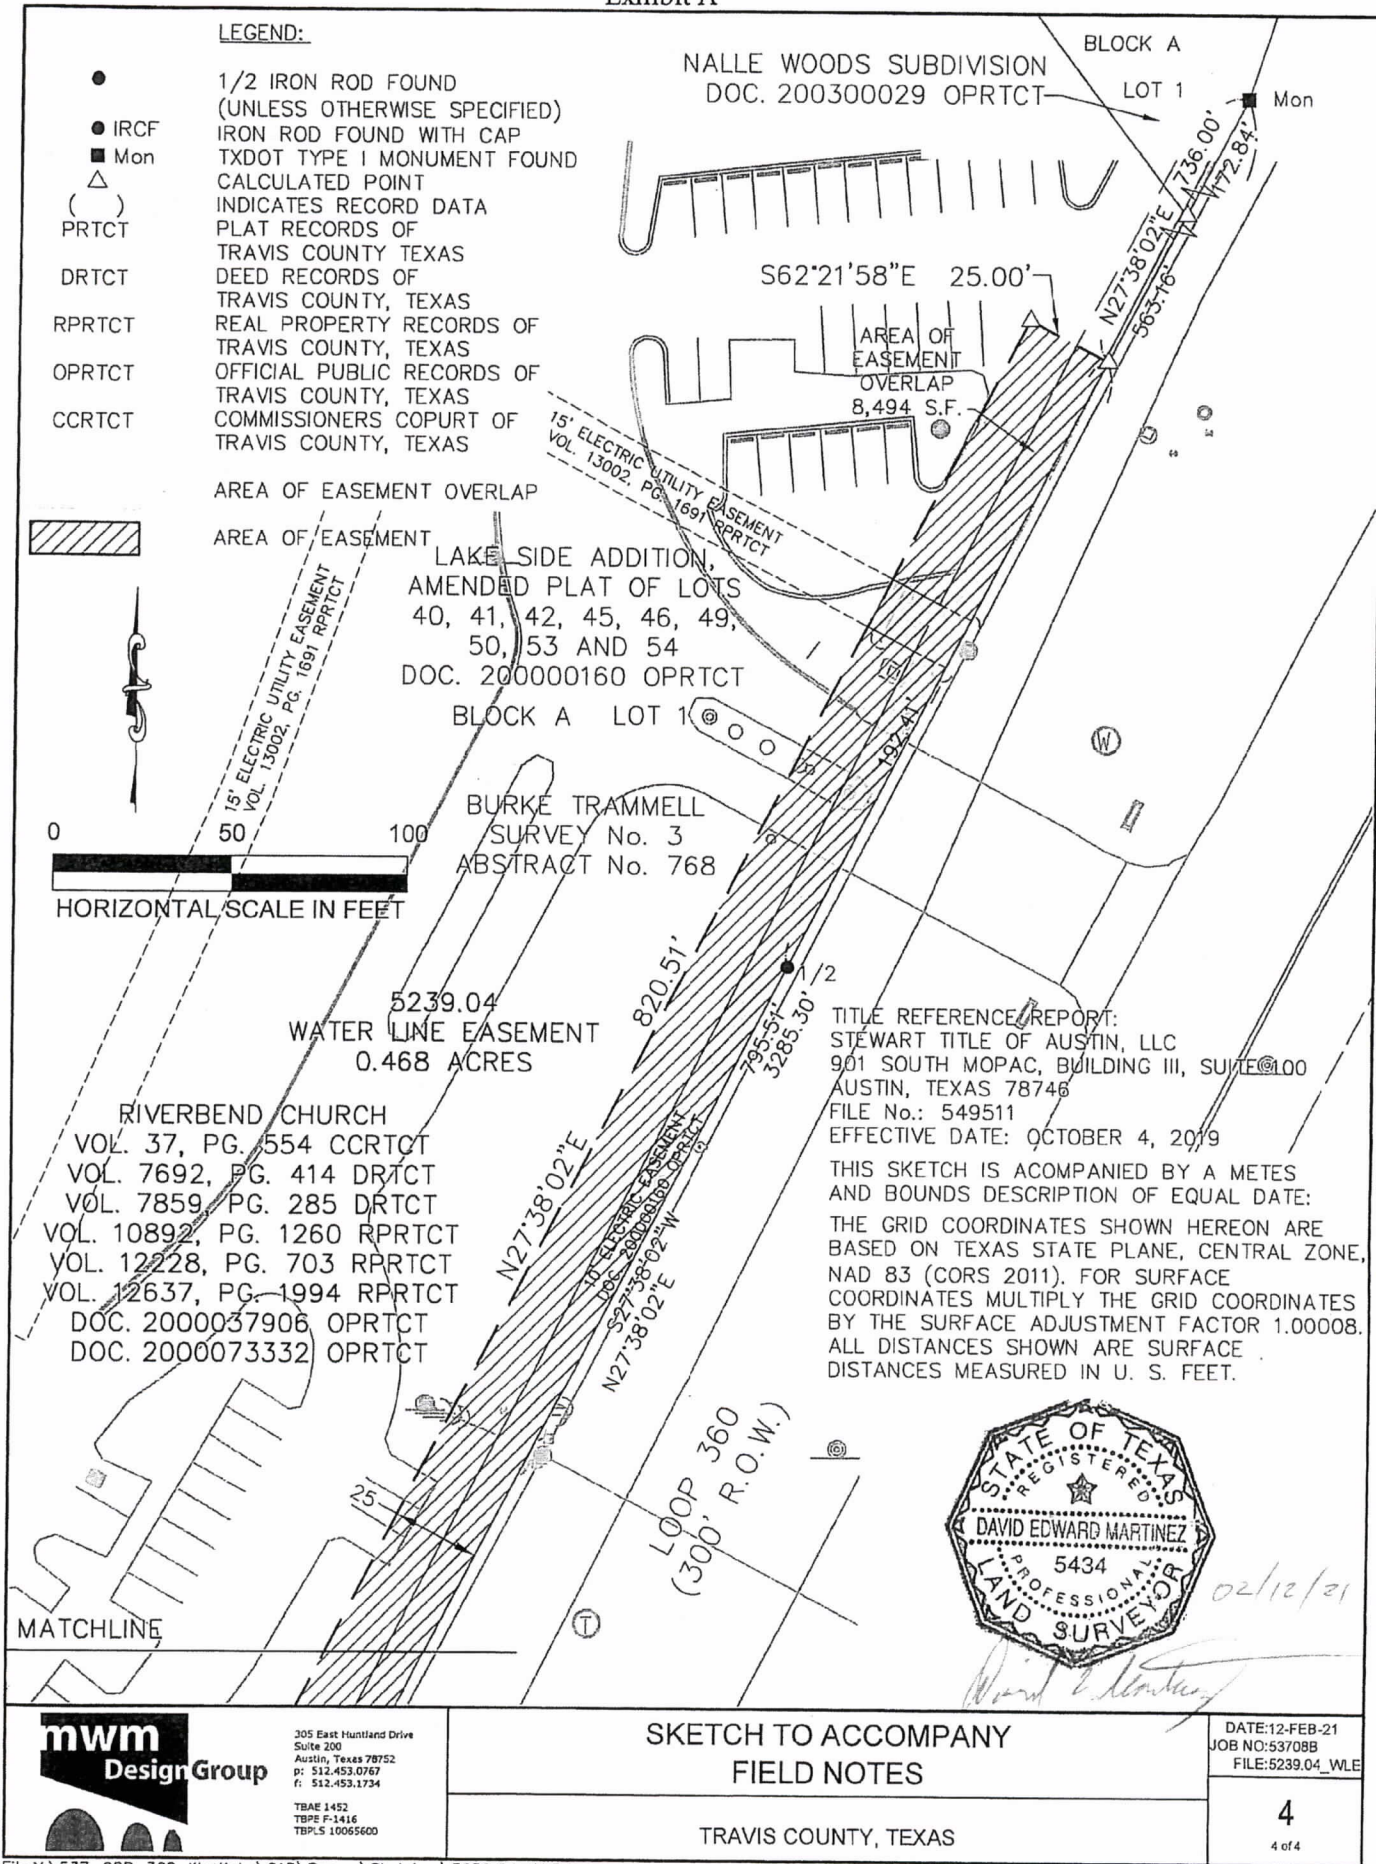 Exhibit A
LEGEND:
1/2 IRON ROD FOUND
(UNLESS OTHERWISE SPECIFIED)
IRCF IRON ROD FOUND WITH CAP
Mon TXDOT TYPE I MONUMENT FOUND
CALCULATED POINT
( ) INDICATES RECORD DATA
PRTCT PLAT RECORDS OF
TRAVIS COUNTY TEXAS
DRTCT DEED RECORDS OF
TRAVIS COUNTY, TEXAS
RPRTCT REAL PROPERTY RECORDS OF
TRAVIS COUNTY, TEXAS
OPRTCT OFFICIAL PUBLIC RECORDS OF
TRAVIS COUNTY, TEXAS
CCRTCT COMMISSIONERS COPURT OF
TRAVIS COUNTY, TEXAS
AREA OF EASEMENT OVERLAP
AREA OF EASEMENT
NALLE WOODS SUBDIVISION
DOC. 200300029 OPRTCT
BLOCK A
LOT 1
Mon
736.00'
172.84'
N27°38'02"E
563.16'
S62°21'58"E 25.00'
AREA OF
EASEMENT
OVERLAP
8,494 S.F.
15' ELECTRIC UTILITY EASEMENT
VOL. 13002, PG. 1691 RPRTCT
LAKE SIDE ADDITION,
AMENDED PLAT OF LOTS
40, 41, 42, 45, 46, 49,
50, 53 AND 54
DOC. 200000160 OPRTCT
BLOCK A LOT 1
15' ELECTRIC UTILITY EASEMENT
VOL. 13002, PG. 1691 RPRTCT
192.41'
W
BURKE TRAMMELL
SURVEY No. 3
ABSTRACT No. 768
0 50 100
HORIZONTAL SCALE IN FEET
1/2
820.51'
795.51'
3285.30'
5239.04
WATER LINE EASEMENT
0.468 ACRES
RIVERBEND CHURCH
VOL. 37, PG. 554 CCRTCT
VOL. 7692, PG. 414 DRTCT
VOL. 7859, PG. 285 DRTCT
VOL. 10892, PG. 1260 RPRTCT
VOL. 12228, PG. 703 RPRTCT
VOL. 12637, PG. 1994 RPRTCT
DOC. 2000037906 OPRTCT
DOC. 2000073332 OPRTCT
N27°38'02"E
10' ELECTRIC EASEMENT
DOC. 200000160 OPRTCT
S27°38'02"W
N27°38'02"E
TITLE REFERENCE REPORT:
STEWART TITLE OF AUSTIN, LLC
901 SOUTH MOPAC, BUILDING III, SUITE 100
AUSTIN, TEXAS 78746
FILE No.: 549511
EFFECTIVE DATE: OCTOBER 4, 2019
THIS SKETCH IS ACOMPANIED BY A METES
AND BOUNDS DESCRIPTION OF EQUAL DATE:
THE GRID COORDINATES SHOWN HEREON ARE
BASED ON TEXAS STATE PLANE, CENTRAL ZONE,
NAD 83 (CORS 2011). FOR SURFACE
COORDINATES MULTIPLY THE GRID COORDINATES
BY THE SURFACE ADJUSTMENT FACTOR 1.00008.
ALL DISTANCES SHOWN ARE SURFACE
DISTANCES MEASURED IN U. S. FEET.
LOOP 360
(300' R.O.W.)
25
T
STATE OF TEXAS
REGISTERED
DAVID EDWARD MARTINEZ
5434
PROFESSIONAL
LAND SURVEYOR
02/12/21
MATCHLINE
mwm
DesignGroup
305 East Huntland Drive
Suite 200
Austin, Texas 78752
p: 512.453.0767
f: 512.453.1734
TBAE 1452
TBPE F-1416
TBPLS 10065600
SKETCH TO ACCOMPANY
FIELD NOTES
TRAVIS COUNTY, TEXAS
DATE:12-FEB-21
JOB NO:53708B
FILE:5239.04_WLE
4
4 of 4